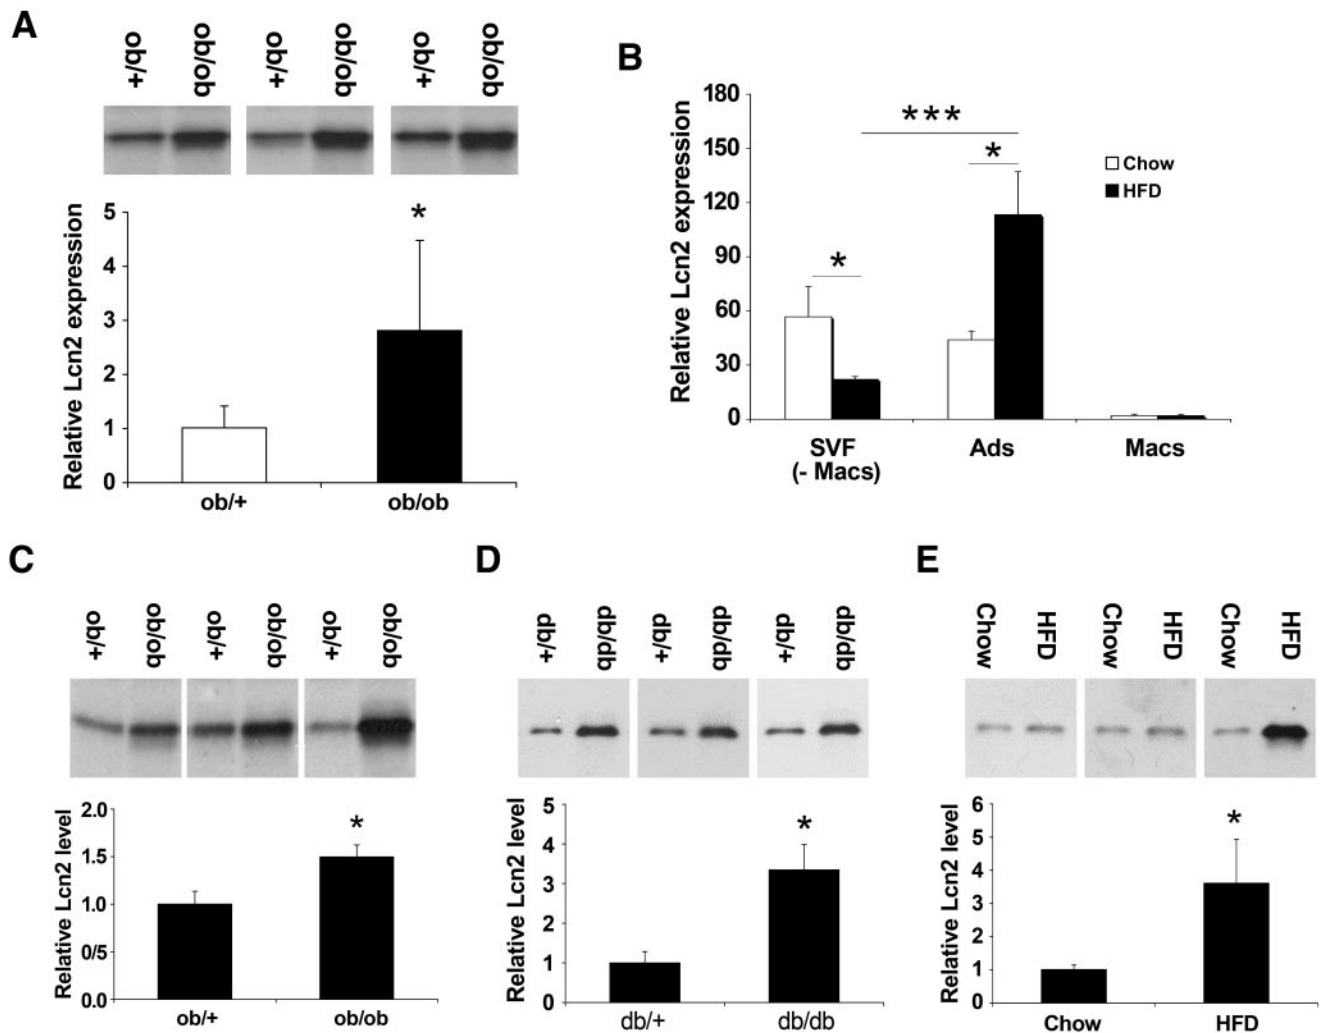 A
ob/+ ob/ob ob/+ ob/ob ob/+ ob/ob
Relative Lcn2 expression
5
4
3
2
1
0
*
ob/+ ob/ob
B
Relative Lcn2 expression
180
150
120
90
60
30
0
***
*
*
Chow
HFD
SVF Ads Macs
(- Macs)
C
ob/+ ob/ob ob/+ ob/ob ob/+ ob/ob
Relative Lcn2 level
2.0
1.5
1.0
0/5
0.0
*
ob/+ ob/ob
D
db/+ db/db db/+ db/db db/+ db/db
Relative Lcn2 level
5
4
3
2
1
0
*
db/+ db/db
E
Chow HFD Chow HFD Chow HFD
Relative Lcn2 level
6
5
4
3
2
1
0
*
Chow HFD